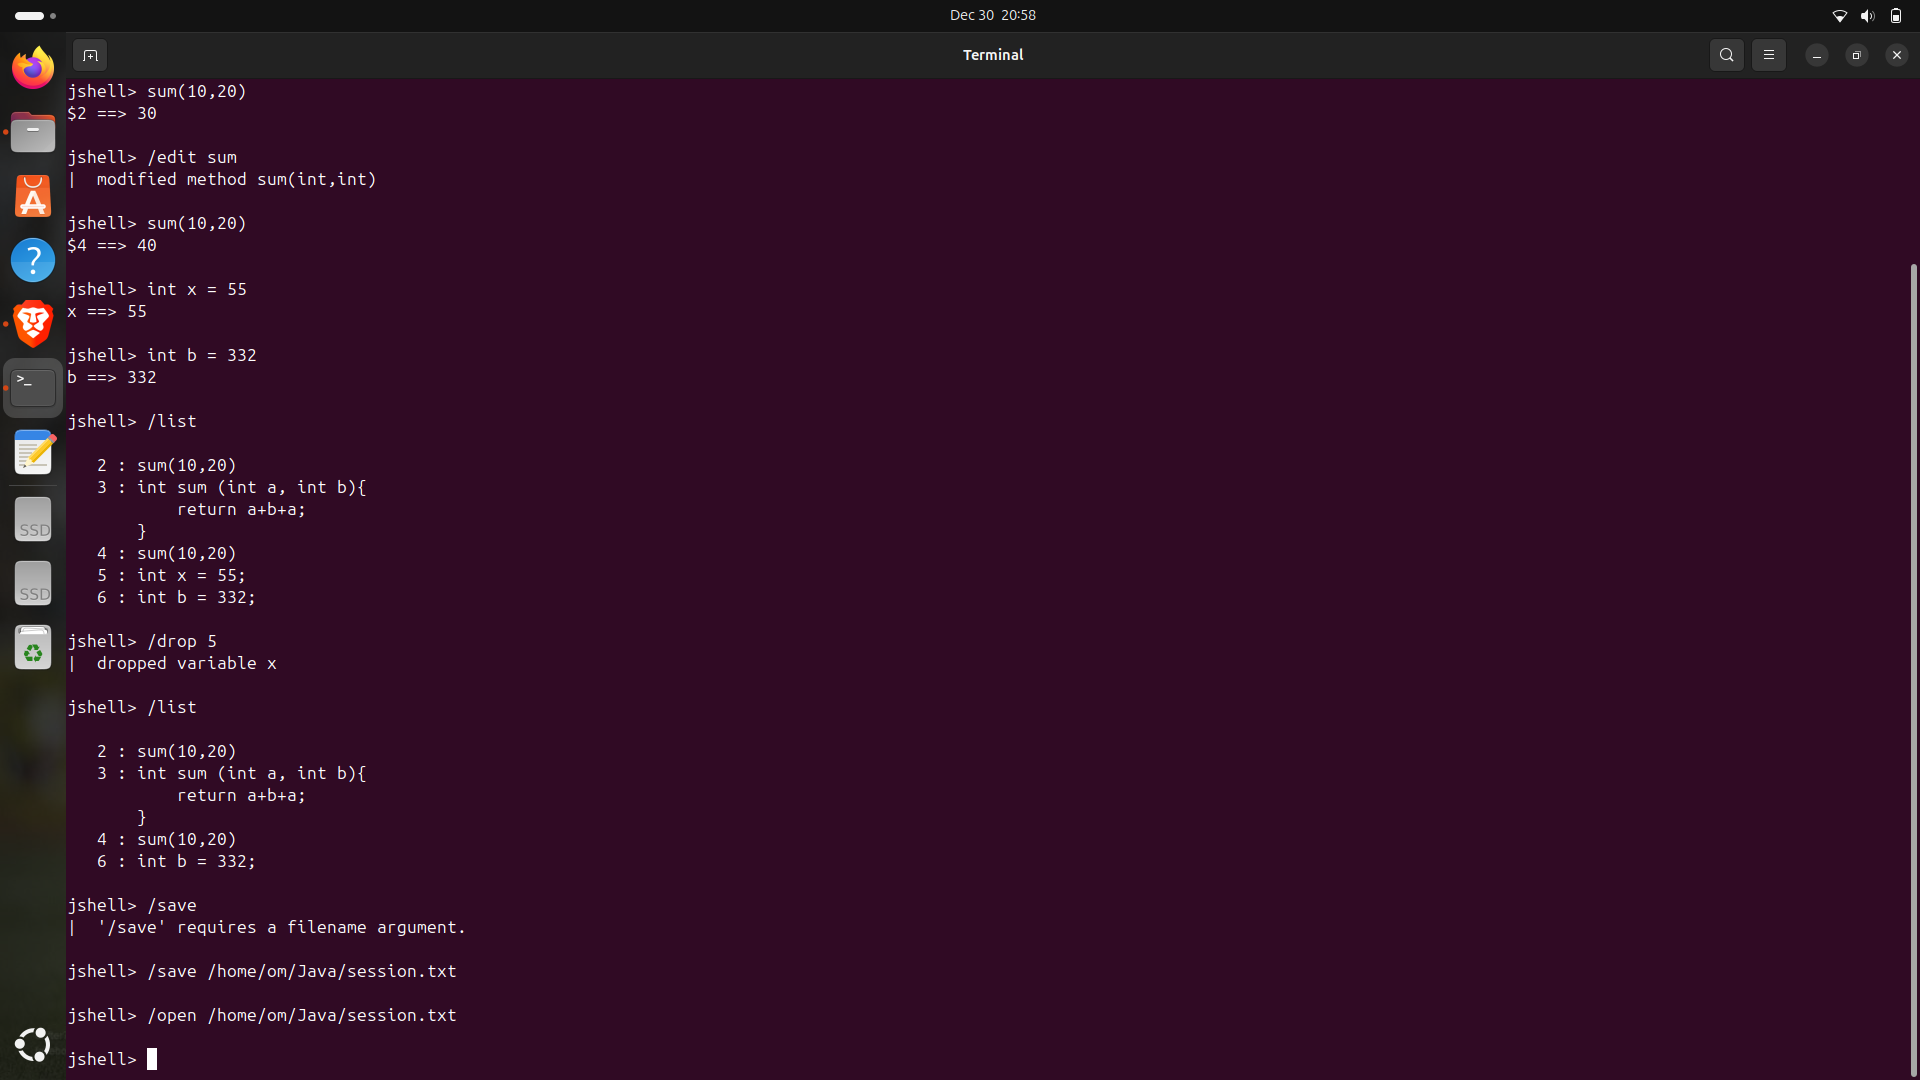 Dec 30 20:58
Terminal
jshell> sum(10,20)
$2 ==> 30
jshell> /edit sum
|  modified method sum(int,int)
jshell> sum(10,20)
$4 ==> 40
jshell> int x = 55
x ==> 55
jshell> int b = 332
b ==> 332
jshell> /list
   2 : sum(10,20)
   3 : int sum (int a, int b){
           return a+b+a;
       }
   4 : sum(10,20)
   5 : int x = 55;
   6 : int b = 332;
jshell> /drop 5
|  dropped variable x
jshell> /list
   2 : sum(10,20)
   3 : int sum (int a, int b){
           return a+b+a;
       }
   4 : sum(10,20)
   6 : int b = 332;
jshell> /save
|  '/save' requires a filename argument.
jshell> /save /home/om/Java/session.txt
jshell> /open /home/om/Java/session.txt
jshell>
SSD
SSD